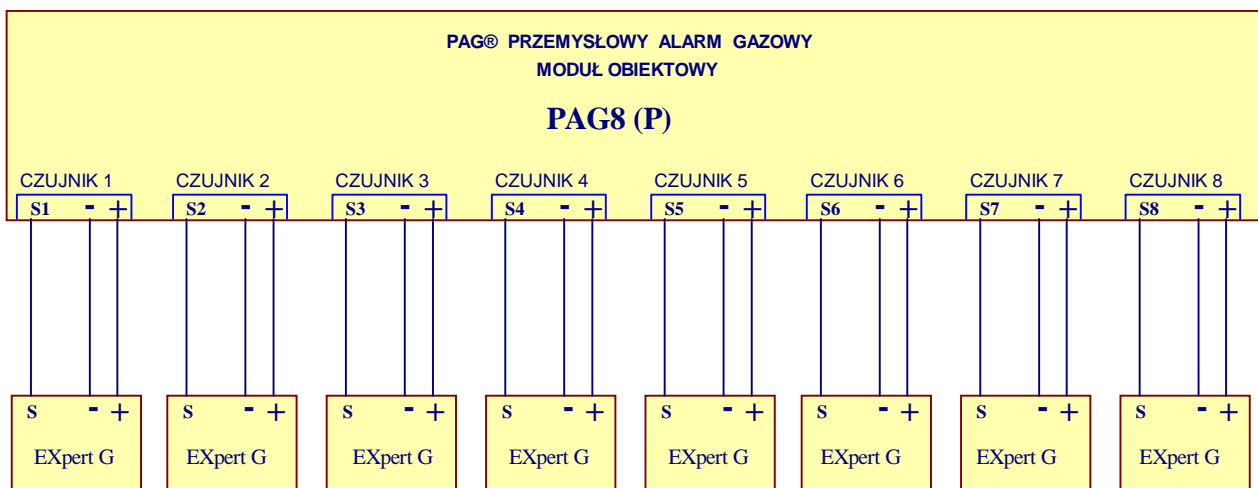 PAG® PRZEMYSŁOWY ALARM GAZOWY
MODUŁ OBIEKTOWY
PAG8 (P)
CZUJNIK 1 CZUJNIK 2 CZUJNIK 3 CZUJNIK 4 CZUJNIK 5 CZUJNIK 6 CZUJNIK 7 CZUJNIK 8
S1 - + S2 - + S3 - + S4 - + S5 - + S6 - + S7 - + S8 - +
S - + S - + S - + S - + S - + S - + S - + S - +
EXpert G EXpert G EXpert G EXpert G EXpert G EXpert G EXpert G EXpert G